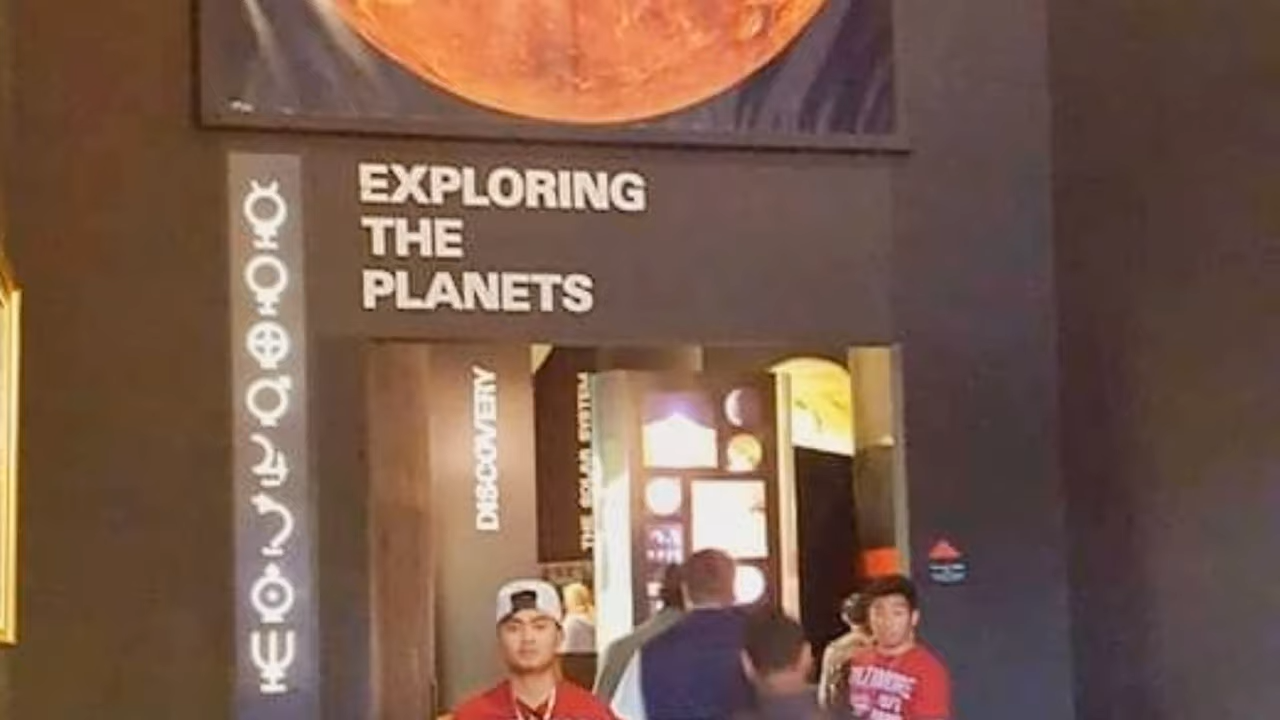 EXPLORING
THE
PLANETS
DISCOVERY
THE SOLAR SYSTEM